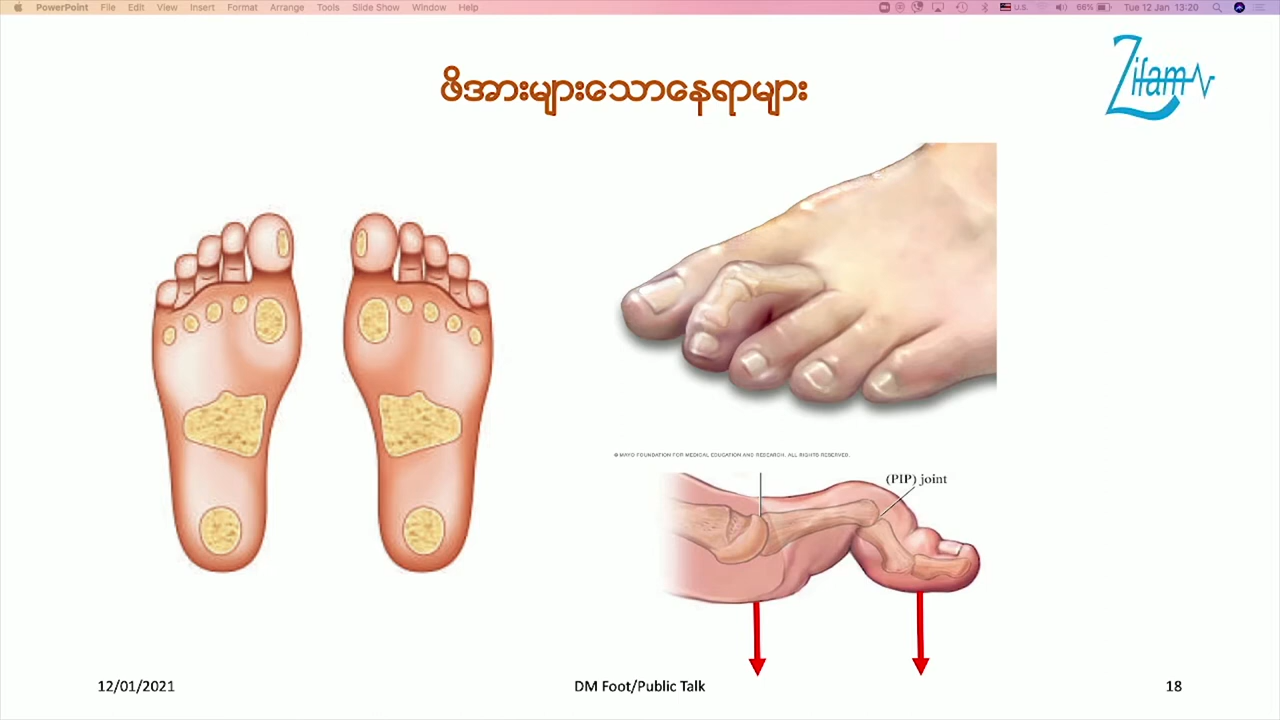 PowerPoint File Edit View Insert Format Arrange Tools Slide Show Window Help U.S. 66% Tue 12 Jan 13:20
Zifam
ဖိအားများသောနေရာများ
© MAYO FOUNDATION FOR MEDICAL EDUCATION AND RESEARCH. ALL RIGHTS RESERVED.
(PIP) joint
12/01/2021 DM Foot/Public Talk 18